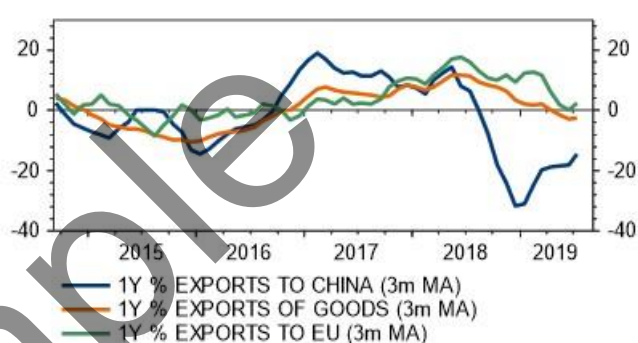 20 20
0 0
-20 -20
-40 -40
2015 2016 2017 2018 2019
1Y % EXPORTS TO CHINA (3m MA)
1Y % EXPORTS OF GOODS (3m MA)
1Y % EXPORTS TO EU (3m MA)